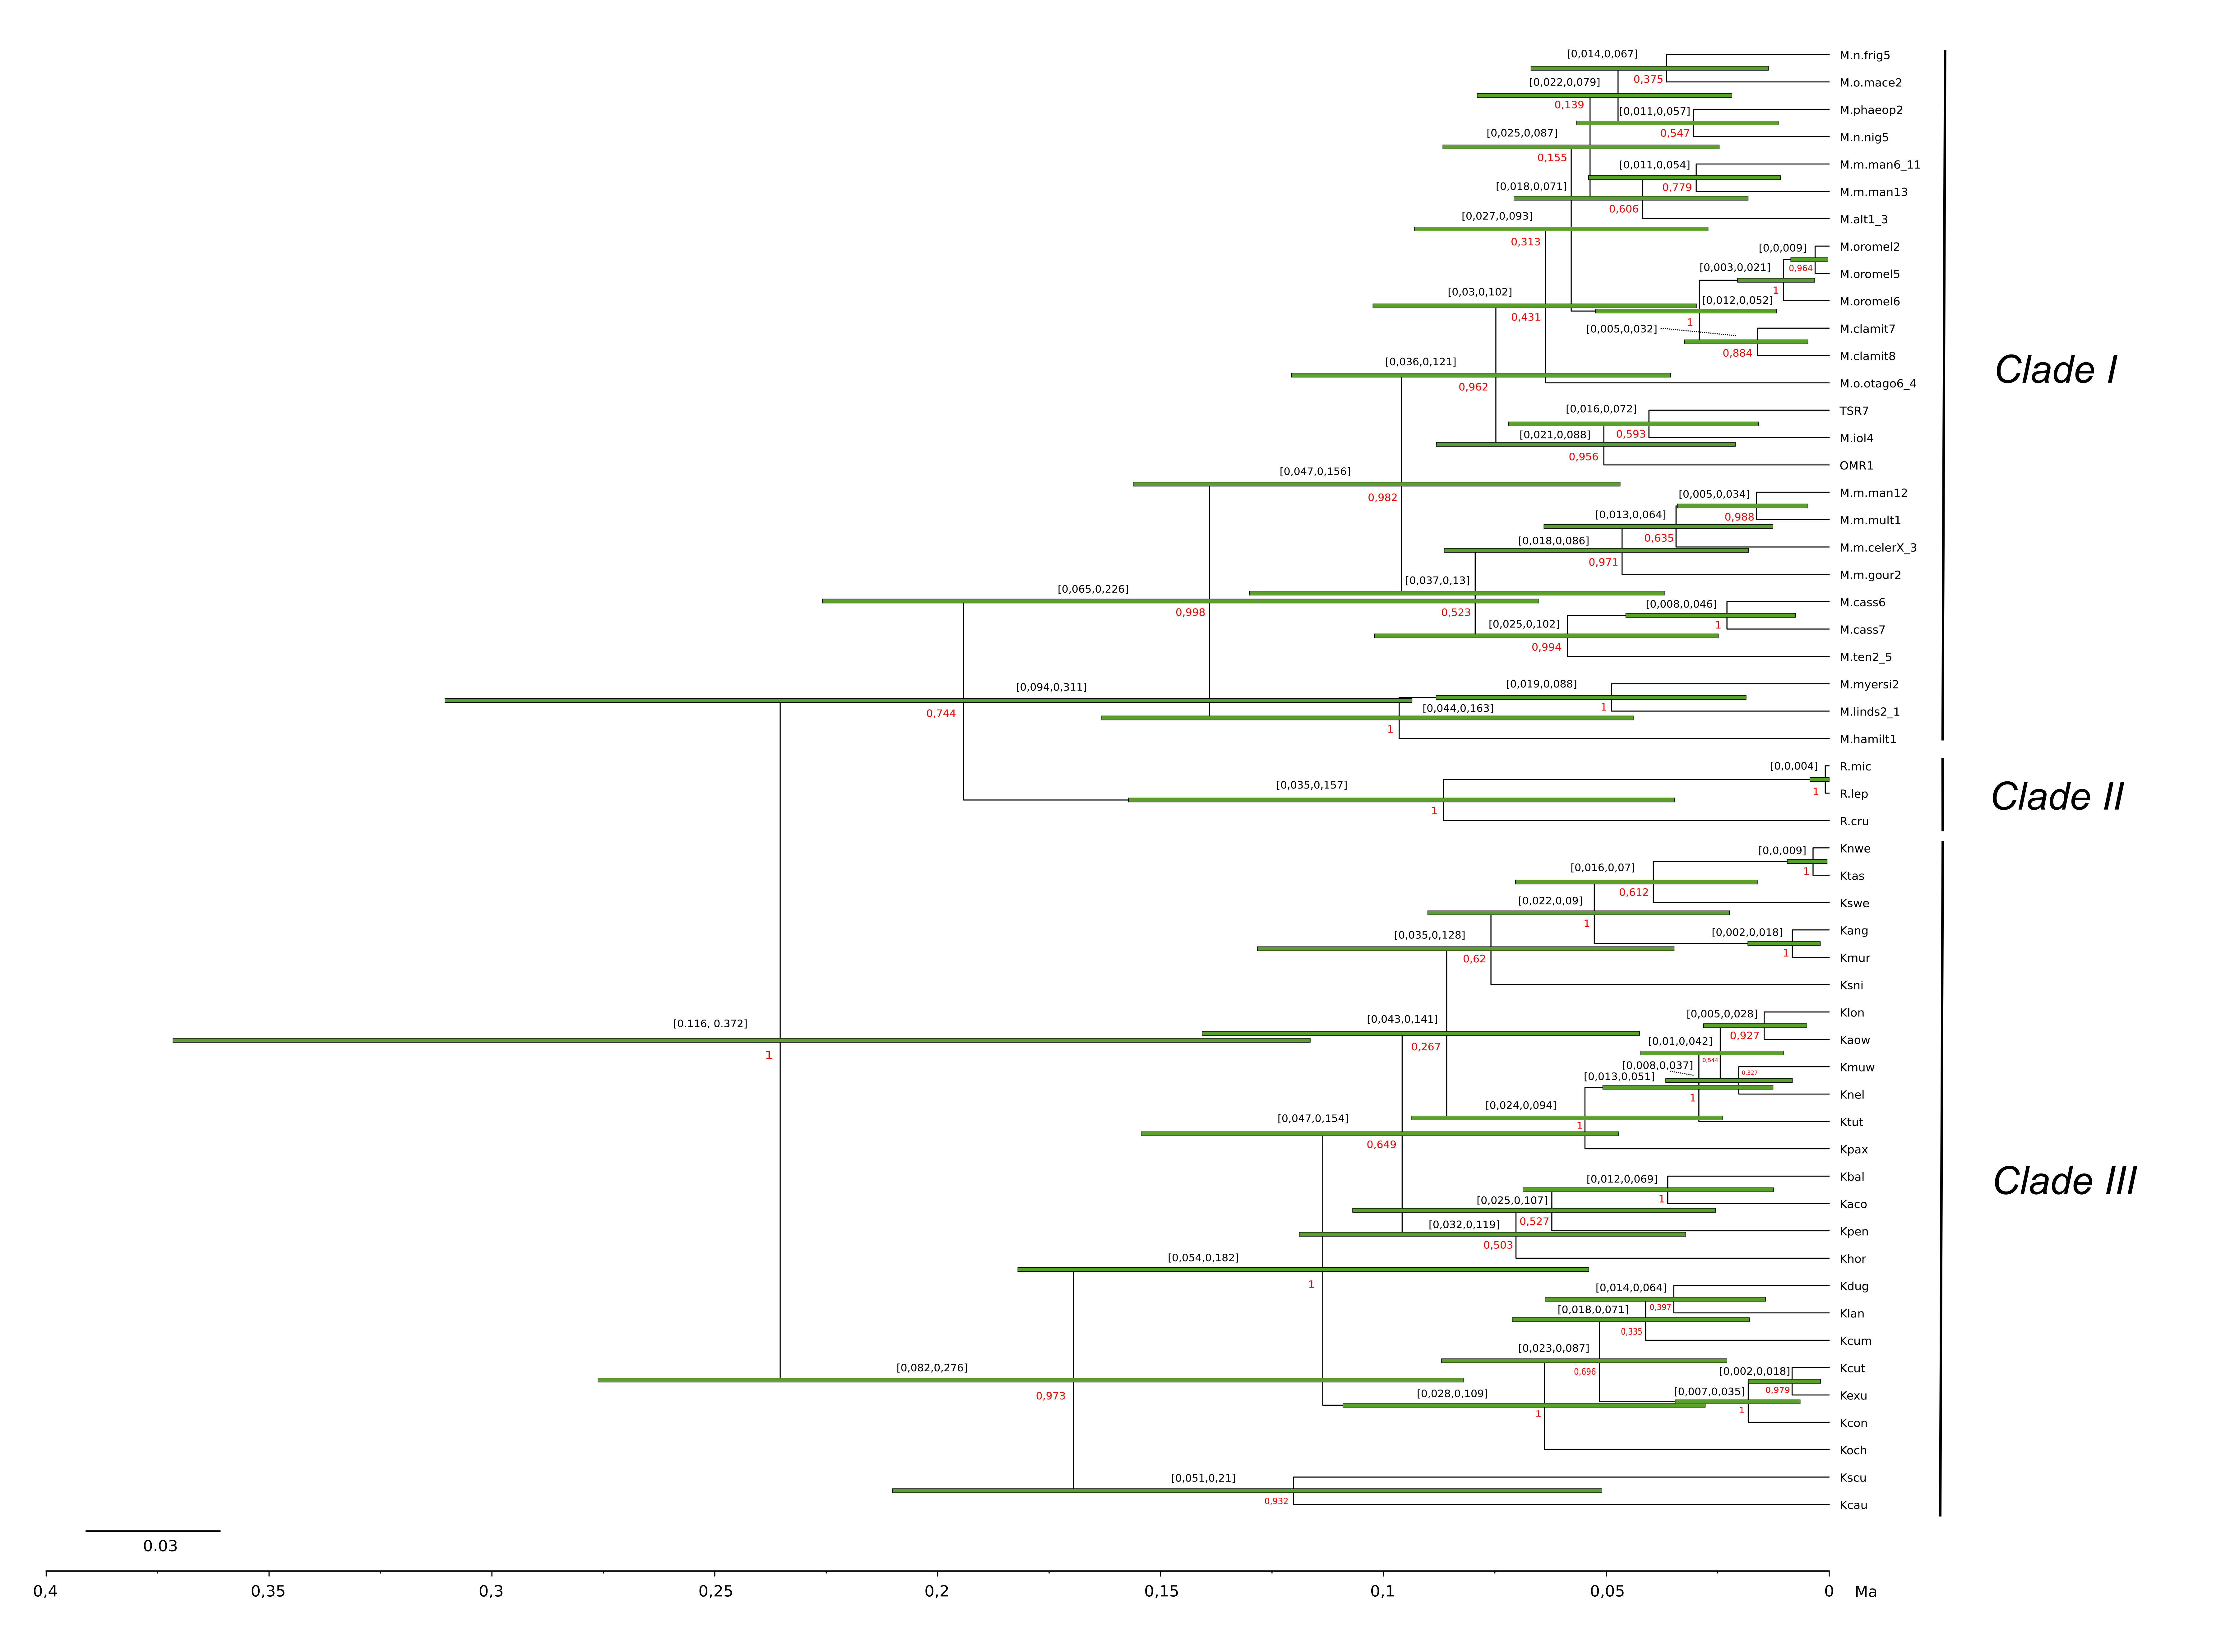 [0,014,0,067]
M.n.frig5
0,375
[0,022,0,079]
M.o.mace2
0,139
[0,011,0,057]
M.phaeop2
[0,025,0,087]
0,547
M.n.nig5
0,155
[0,011,0,054]
M.m.man6_11
[0,018,0,071]
0,779
M.m.man13
0,606
[0,027,0,093]
M.alt1_3
0,313
[0,0,009]
M.oromel2
[0,003,0,021]
0,964
M.oromel5
1
[0,03,0,102]
[0,012,0,052]
M.oromel6
0,431
1
[0,005,0,032]
M.clamit7
0,884
M.clamit8
[0,036,0,121]
Clade I
0,962
M.o.otago6_4
[0,016,0,072]
TSR7
[0,021,0,088]
0,593
M.iol4
0,956
OMR1
[0,047,0,156]
0,982
[0,005,0,034]
M.m.man12
[0,013,0,064]
0,988
M.m.mult1
[0,018,0,086]
0,635
M.m.celerX_3
0,971
M.m.gour2
[0,065,0,226]
[0,037,0,13]
0,998
0,523
[0,008,0,046]
M.cass6
[0,025,0,102]
1
M.cass7
0,994
M.ten2_5
[0,094,0,311]
[0,019,0,088]
M.myersi2
0,744
[0,044,0,163]
1
M.linds2_1
1
M.hamilt1
[0,0,004]
R.mic
[0,035,0,157]
1
R.lep
Clade II
1
R.cru
[0,0,009]
Knwe
[0,016,0,07]
1
Ktas
0,612
[0,022,0,09]
Kswe
1
[0,002,0,018]
Kang
[0,035,0,128]
1
Kmur
0,62
Ksni
[0,005,0,028]
Klon
[0.116, 0.372]
[0,043,0,141]
0,927
Kaow
1
0,267
[0,01,0,042]
0,544
[0,008,0,037]
0,327
Kmuw
[0,013,0,051]
1
Knel
[0,047,0,154]
[0,024,0,094]
1
Ktut
0,649
Kpax
[0,012,0,069]
Kbal
Clade III
[0,025,0,107]
1
Kaco
[0,032,0,119]
0,527
Kpen
0,503
[0,054,0,182]
Khor
1
[0,014,0,064]
Kdug
[0,018,0,071]
0,397
Klan
0,335
Kcum
[0,023,0,087]
[0,082,0,276]
0,696
[0,002,0,018]
Kcut
0,973
[0,028,0,109]
[0,007,0,035]
0,979
Kexu
1
1
Kcon
Koch
[0,051,0,21]
Kscu
0,932
Kcau
0.03
0,4 0,35 0,3 0,25 0,2 0,15 0,1 0,05 0 Ma